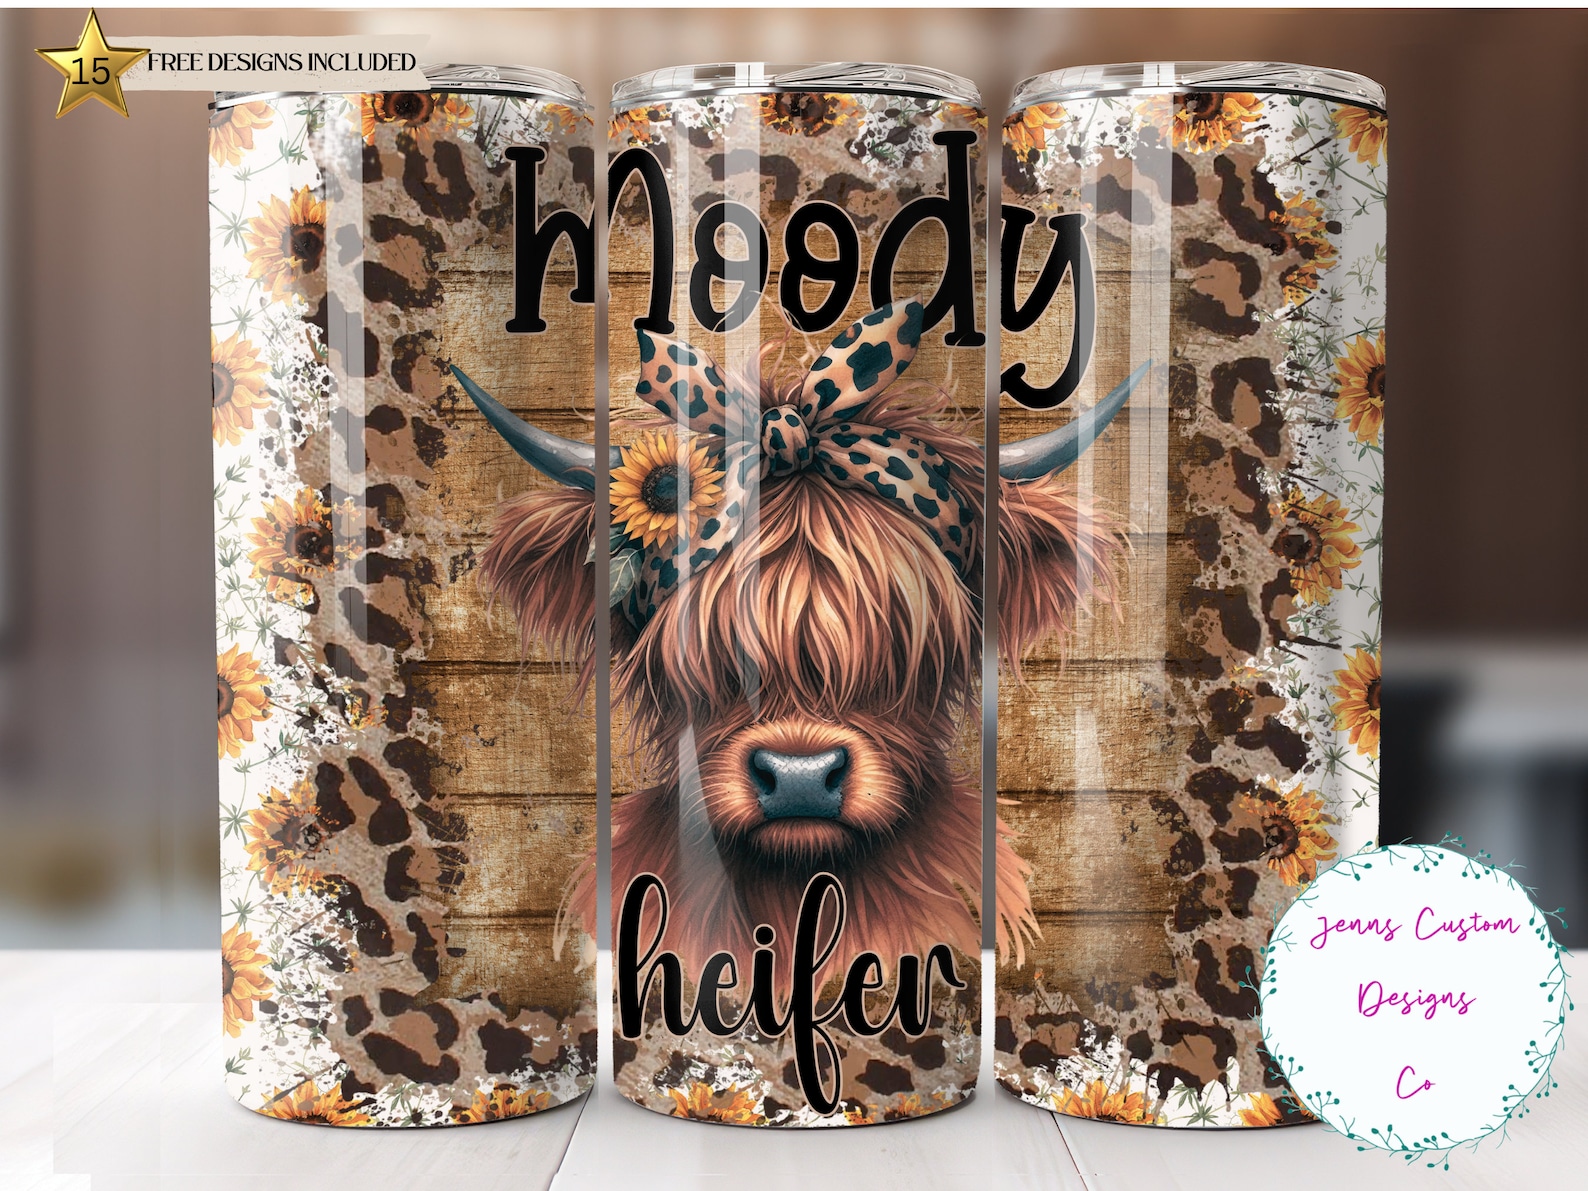 15
FREE DESIGNS INCLUDED
Moody
heifer
Jenns Custom
Designs
Co